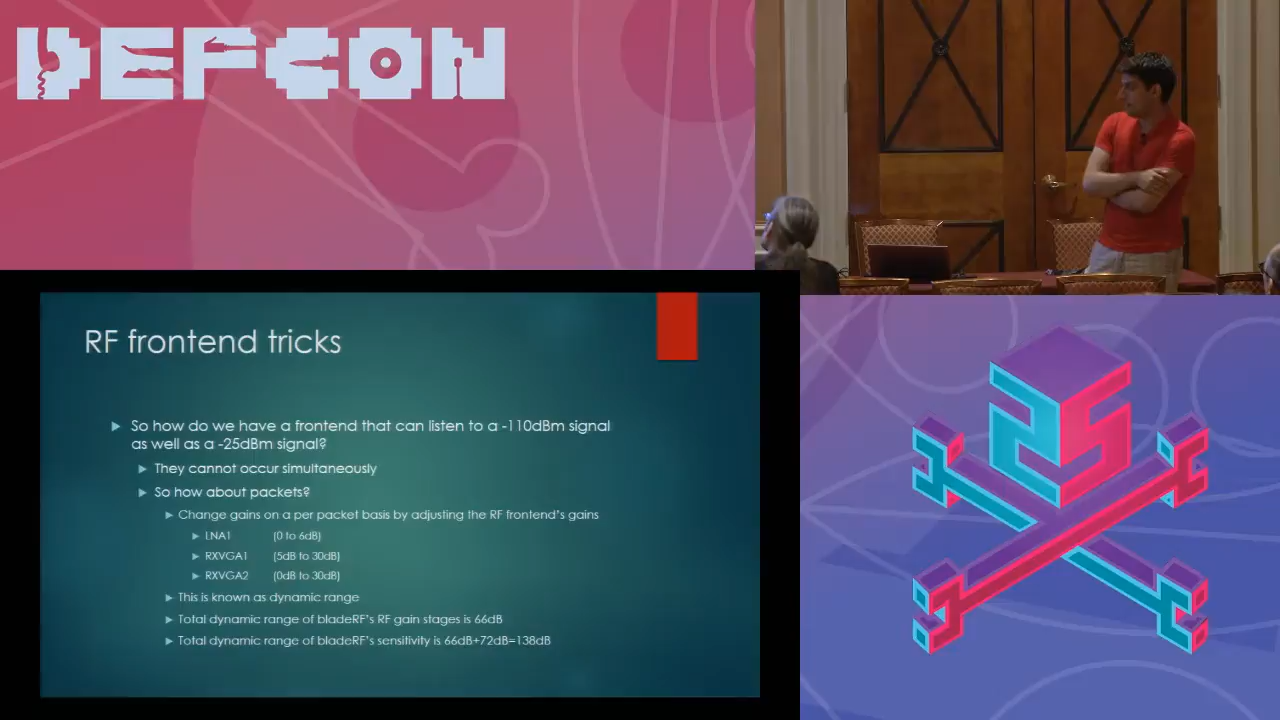 DEFCON
RF frontend tricks
So how do we have a frontend that can listen to a -110dBm signal
as well as a -25dBm signal?
They cannot occur simultaneously
So how about packets?
Change gains on a per packet basis by adjusting the RF frontend's gains
LNA1 (0 to 6dB)
RXVGA1 (5dB to 30dB)
RXVGA2 (0dB to 30dB)
This is known as dynamic range
Total dynamic range of bladeRF's RF gain stages is 66dB
Total dynamic range of bladeRF's sensitivity is 66dB+72dB=138dB
25